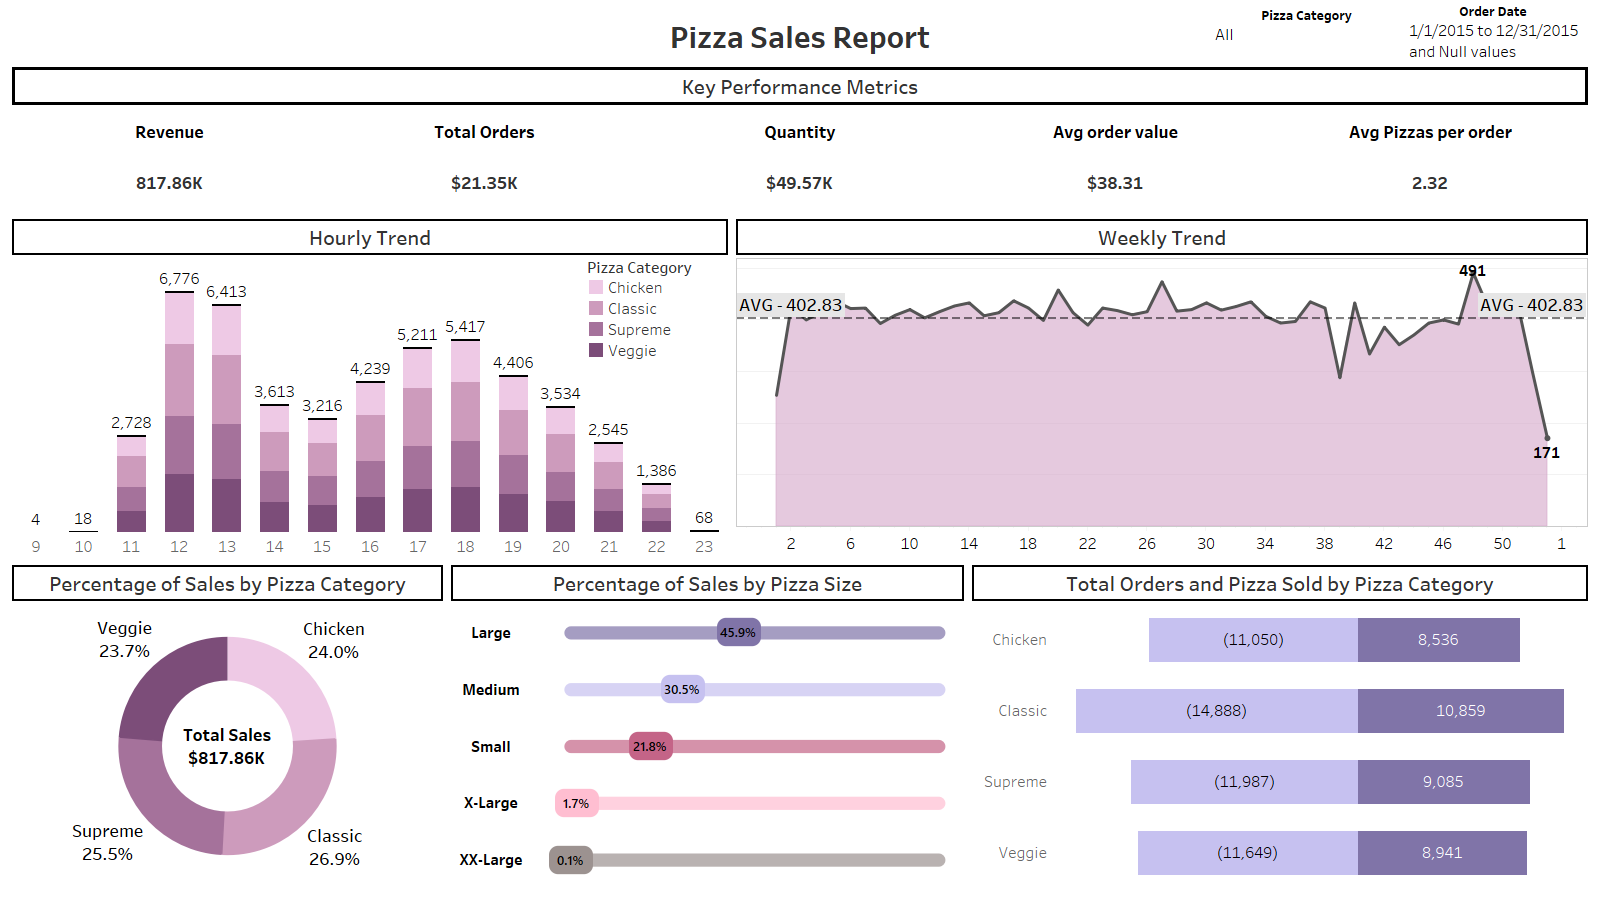 Pizza Sales Report
Pizza Category
All
Order Date
1/1/2015 to 12/31/2015
and Null values
Key Performance Metrics
Revenue
Total Orders
Quantity
Avg order value
Avg Pizzas per order
817.86K
$21.35K
$49.57K
$38.31
2.32
Hourly Trend
Pizza Category
Chicken
Classic
Supreme
Veggie
4
18
2,728
6,776
6,413
3,613
3,216
4,239
5,211
5,417
4,406
3,534
2,545
1,386
68
9
10
11
12
13
14
15
16
17
18
19
20
21
22
23
Weekly Trend
491
AVG - 402.83
AVG - 402.83
171
2
6
10
14
18
22
26
30
34
38
42
46
50
1
Percentage of Sales by Pizza Category
Veggie
23.7%
Chicken
24.0%
Total Sales
$817.86K
Supreme
25.5%
Classic
26.9%
Percentage of Sales by Pizza Size
Large
45.9%
Medium
30.5%
Small
21.8%
X-Large
1.7%
XX-Large
0.1%
Total Orders and Pizza Sold by Pizza Category
Chicken
(11,050)
8,536
Classic
(14,888)
10,859
Supreme
(11,987)
9,085
Veggie
(11,649)
8,941